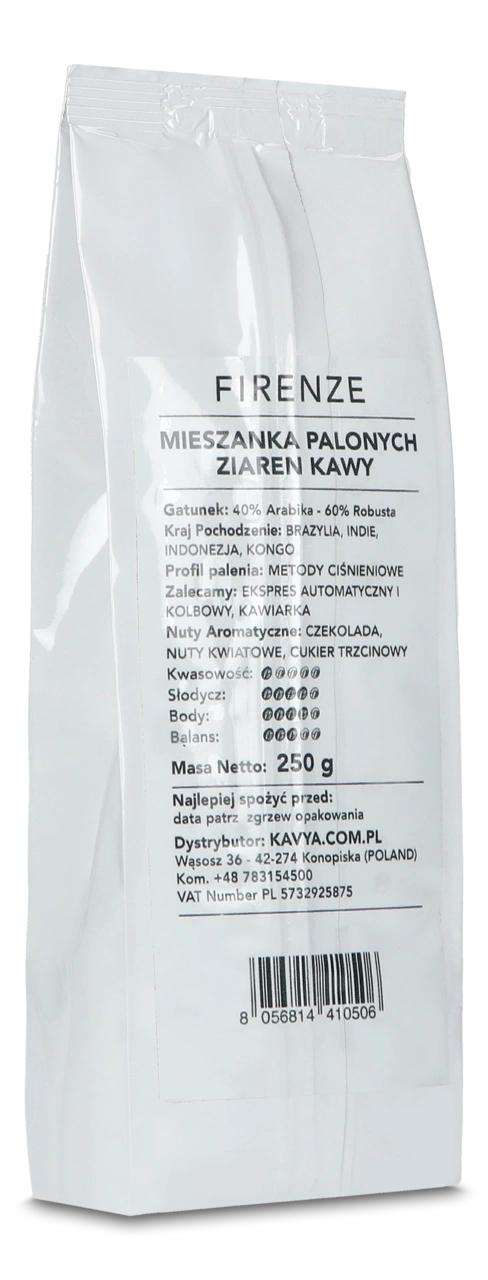 FIRENZE
MIESZANKA PALONYCH
ZIAREN KAWY
Gatunek: 40% Arabika - 60% Robusta
Kraj Pochodzenie: BRAZYLIA, INDIE,
INDONEZJA, KONGO
Profil palenia: METODY CIŚNIENIOWE
Zalecamy: EKSPRES AUTOMATYCZNY I
KOLBOWY, KAWIARKA
Nuty Aromatyczne: CZEKOLADA,
NUTY KWIATOWE, CUKIER TRZCINOWY
Kwasowość:
Słodycz:
Body:
Balans:
Masa Netto: 250 g
Najlepiej spożyć przed:
data patrz zgrzew opakowania
Dystrybutor: KAVYA.COM.PL
Wąsosz 36 - 42-274 Konopiska (POLAND)
Kom. +48 783154500
VAT Number PL 5732925875
8 056814 410506